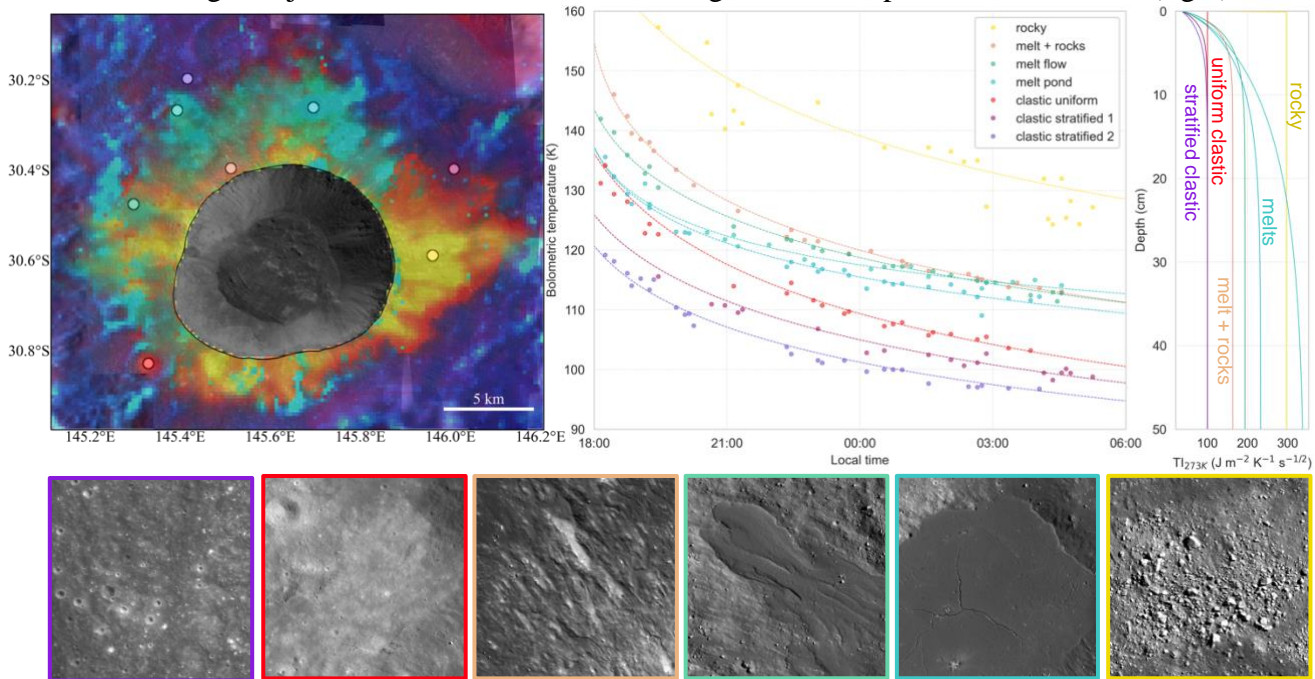 30.2°S
30.4°S
30.6°S
30.8°S
145.2°E 145.4°E 145.6°E 145.8°E 146.0°E 146.2°E
5 km
Bolometric temperature (K)
160
150
140
130
120
110
100
90
18:00 21:00 00:00 03:00 06:00
Local time
rocky
melt + rocks
melt flow
melt pond
clastic uniform
clastic stratified 1
clastic stratified 2
Depth (cm)
0
10
20
30
40
50
100 200 300
TI273K (J m−2 K−1 s−1/2)
stratified clastic
uniform clastic
melt + rocks
melts
rocky